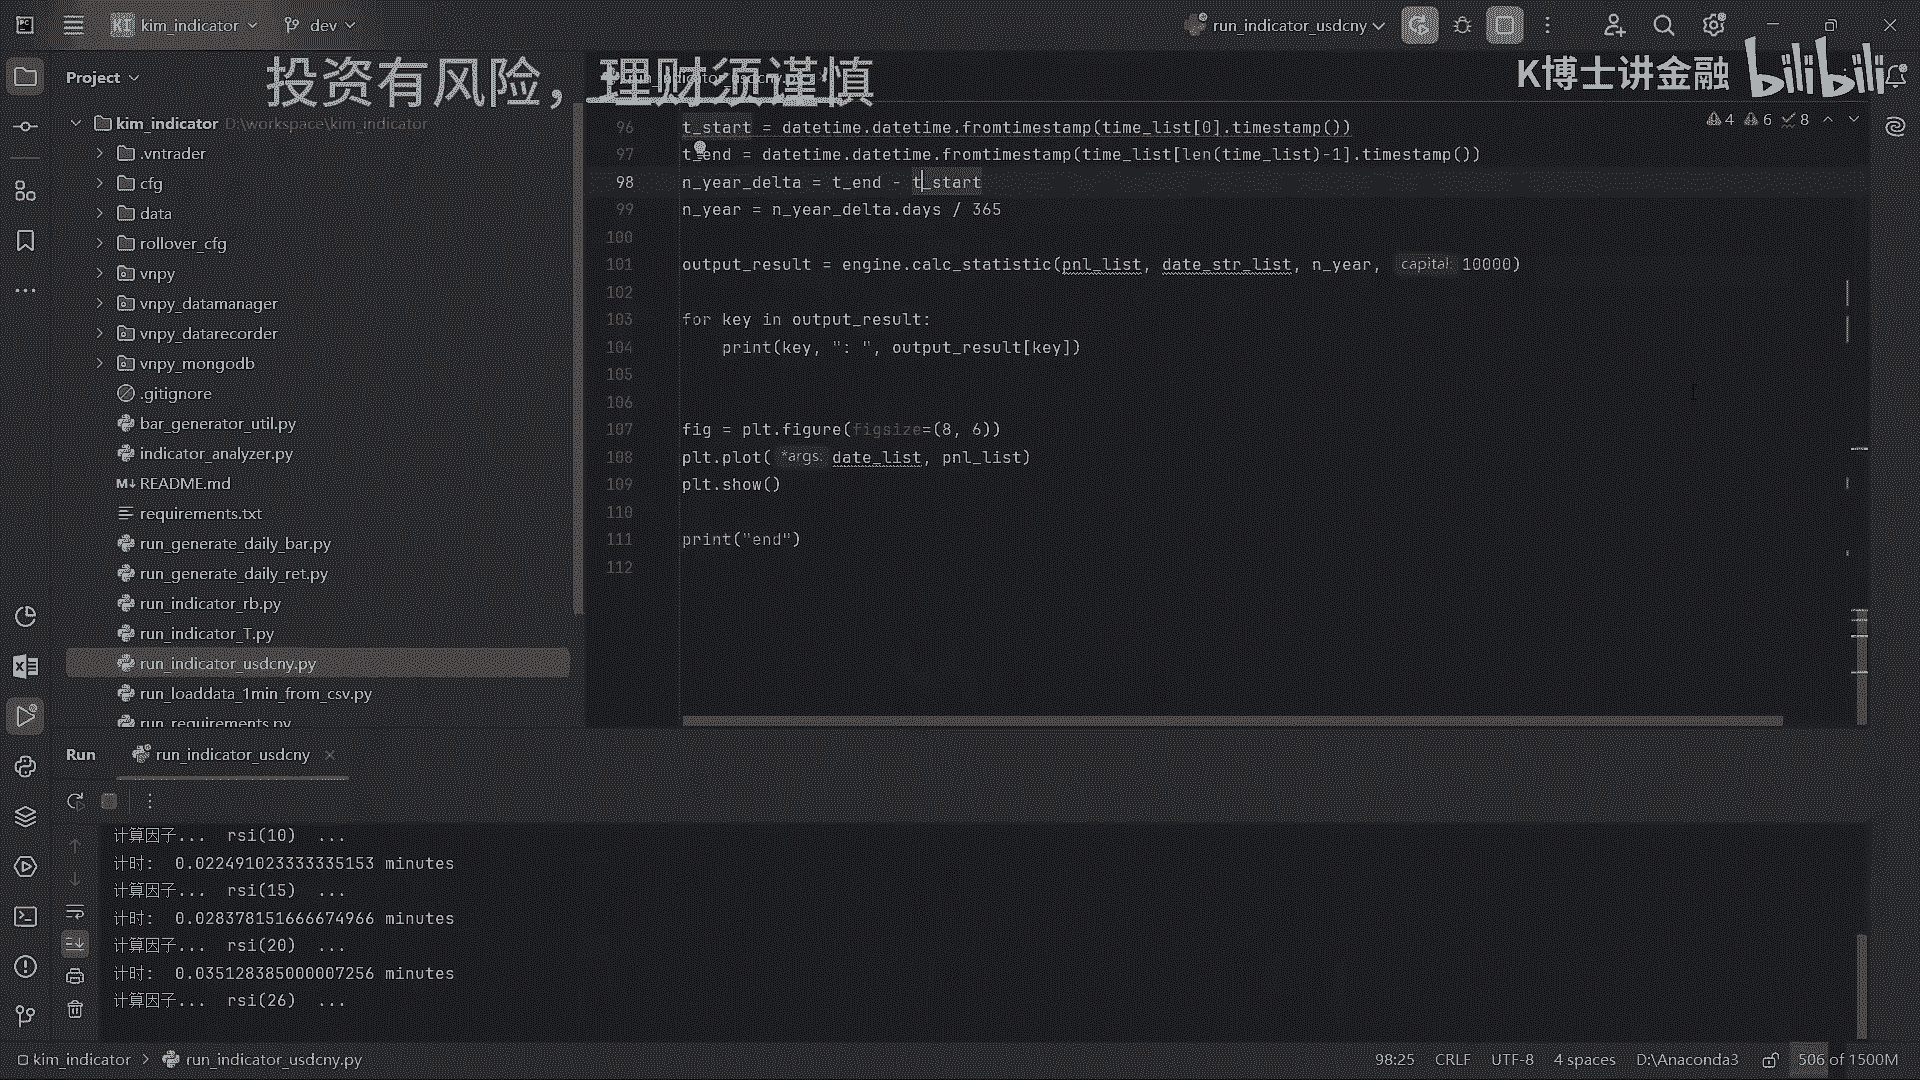 kim_indicator
dev
run_indicator_usdcny
Project
投资有风险，理财须谨慎
K博士讲金融 bilibili
kim_indicator D:\workspace\kim_indicator
.vntrader
cfg
data
rollover_cfg
vnpy
vnpy_datamanager
vnpy_datarecorder
vnpy_mongodb
.gitignore
bar_generator_util.py
indicator_analyzer.py
README.md
requirements.txt
run_generate_daily_bar.py
run_generate_daily_ret.py
run_indicator_rb.py
run_indicator_T.py
run_indicator_usdcny.py
run_loaddata_1min_from_csv.py
run_requirements.py
4 6 8
96 t_start = datetime.datetime.fromtimestamp(time_list[0].timestamp())
97 t_end = datetime.datetime.fromtimestamp(time_list[len(time_list)-1].timestamp())
98 n_year_delta = t_end - t_start
99 n_year = n_year_delta.days / 365
100
101 output_result = engine.calc_statistic(pnl_list, date_str_list, n_year, capital: 10000)
102
103 for key in output_result:
104 print(key, ": ", output_result[key])
105
106
107 fig = plt.figure(figsize=(8, 6))
108 plt.plot( *args: date_list, pnl_list)
109 plt.show()
110
111 print("end")
112
Run run_indicator_usdcny
计算因子... rsi(10) ...
计时: 0.022491023333335153 minutes
计算因子... rsi(15) ...
计时: 0.028378151666674966 minutes
计算因子... rsi(20) ...
计时: 0.035128385000007256 minutes
计算因子... rsi(26) ...
kim_indicator > run_indicator_usdcny.py
98:25 CRLF UTF-8 4 spaces D:\Anaconda3 506 of 1500M